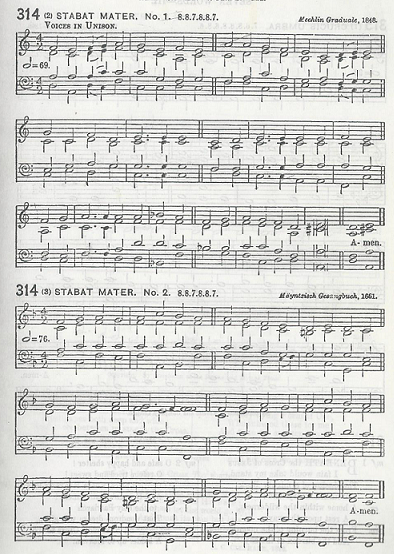 314 (2) STABAT MATER. No. 1. 8.8.7.8.8.7. Mechlin Graduale, 1848.
VOICES IN UNISON.
=69.
A- men.
314 (3) STABAT MATER. No. 2. 8.8.7.8.8.7. Mayntzisch Gesangbuch, 1661.
=76.
A-men.